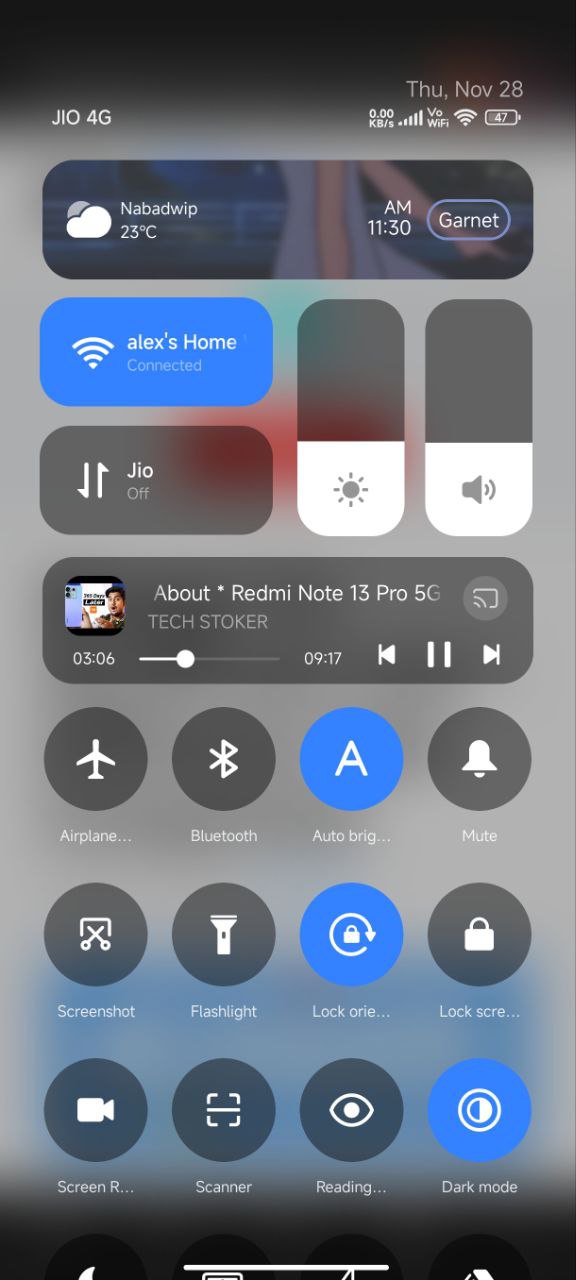 Thu, Nov 28
JIO 4G
0.00
KB/s
Vo
WiFi
47
Nabadwip
23°C
AM
11:30
Garnet
alex's Home
Connected
Jio
Off
365 Days
Later
About * Redmi Note 13 Pro 5G
TECH STOKER
03:06
09:17
Airplane...
Bluetooth
A
Auto brig...
Mute
Screenshot
Flashlight
Lock orie...
Lock scre...
Screen R...
Scanner
Reading...
Dark mode